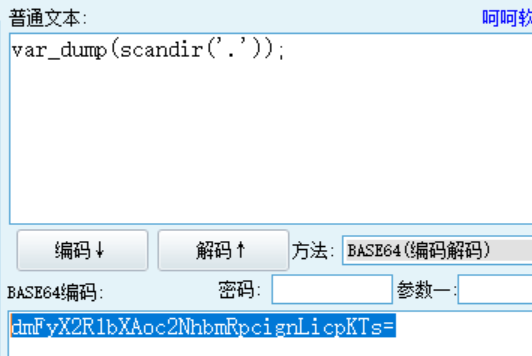 普通文本: 呵呵软
var_dump(scandir('.'));
编码↓ 解码↑ 方法: BASE64(编码解码)
BASE64编码: 密码: 参数一:
dmFyX2R1bXAoc2NhbmRpcignLicpKTs=